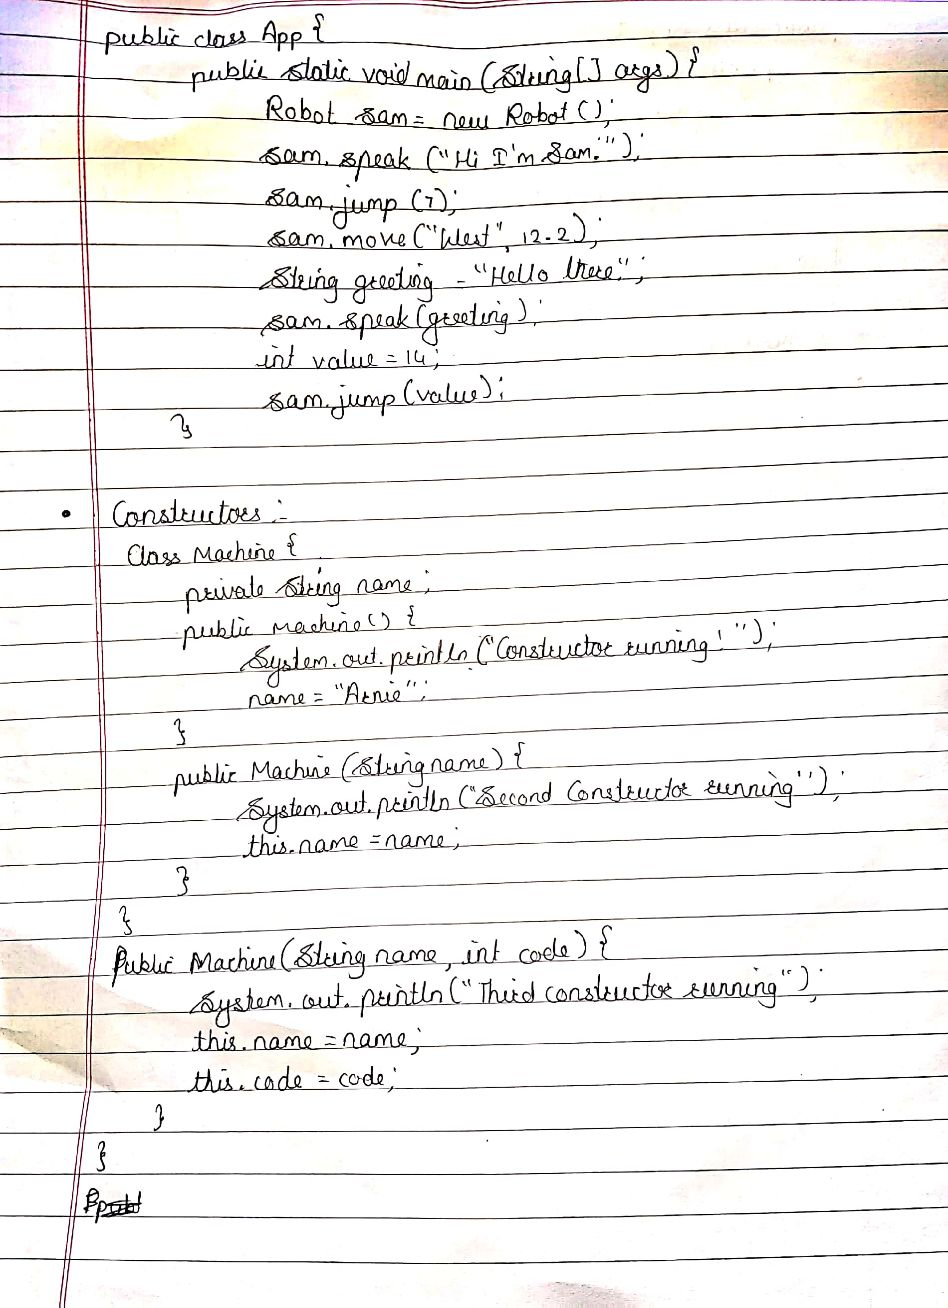 public class App {
public static void main (String[] args) {
Robot sam = new Robot ();
sam. speak ("Hi I'm Sam.");
sam. jump (7);
sam. move ("West", 12.2);
String greeting = "Hello there.";
sam. speak (greeting);
int value = 14;
sam. jump (value);
}
• Constructors :-
Class Machine {
private String name ;
public Machine () {
System.out.println ("Constructor running ! ");
name = "Arnie";
}
public Machine (String name) {
System.out.println ("Second Constructor running");
this.name = name;
}
}
Public Machine (String name, int code) {
System. out. println ("Third constructor running");
this. name = name;
this. code = code;
}
}